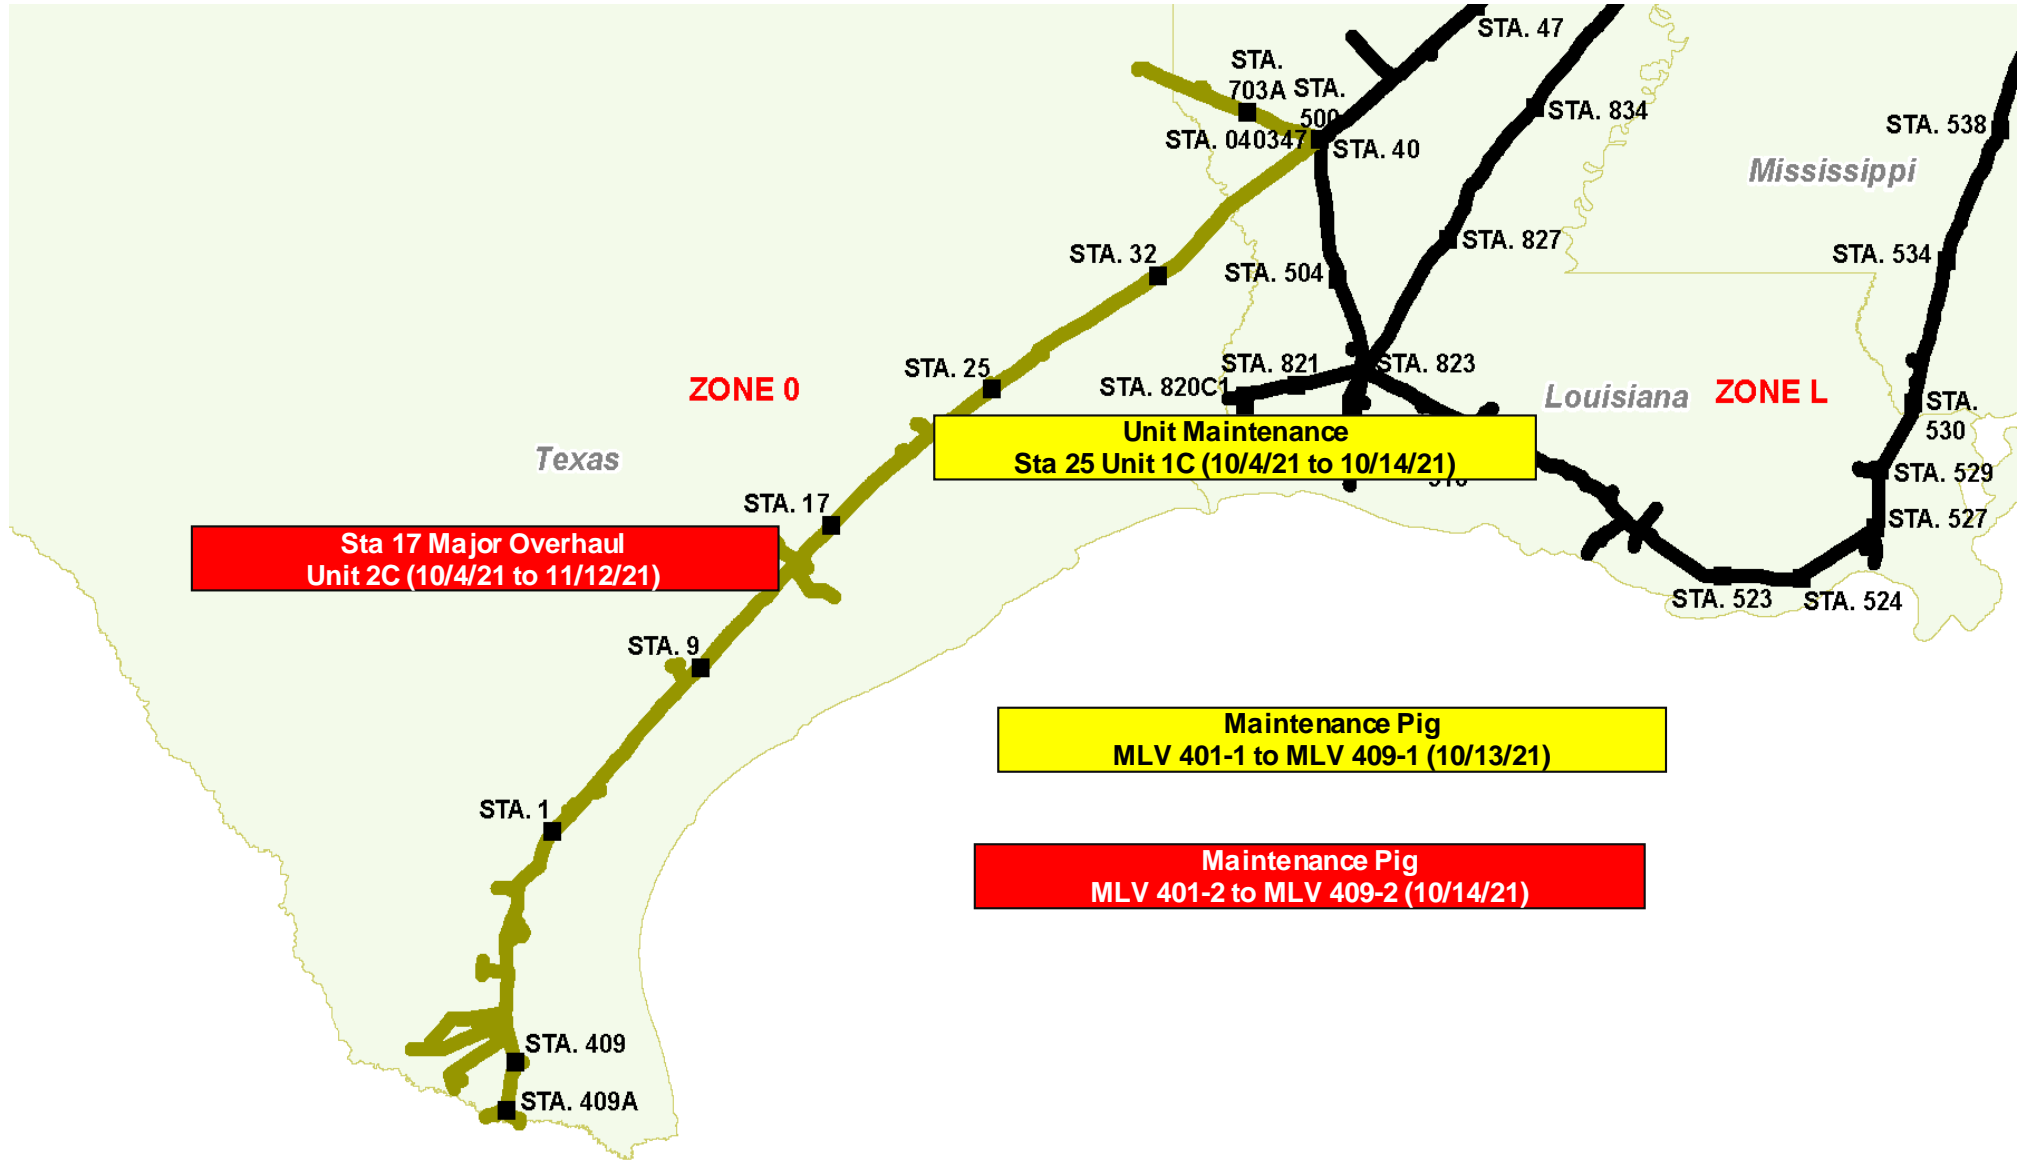 STA. 47
STA.
703A
STA.
500
STA. 834
STA. 538
STA. 040347
STA. 40
Mississippi
STA. 827
STA. 32
STA. 504
STA. 534
STA. 821
STA. 823
STA. 25
STA. 820C1
ZONE 0
Louisiana
ZONE L
STA.
530
Unit Maintenance
Sta 25 Unit 1C (10/4/21 to 10/14/21)
Texas
STA. 529
STA. 17
STA. 527
Sta 17 Major Overhaul
Unit 2C (10/4/21 to 11/12/21)
STA. 523
STA. 524
STA. 9
Maintenance Pig
MLV 401-1 to MLV 409-1 (10/13/21)
STA. 1
Maintenance Pig
MLV 401-2 to MLV 409-2 (10/14/21)
STA. 409
STA. 409A